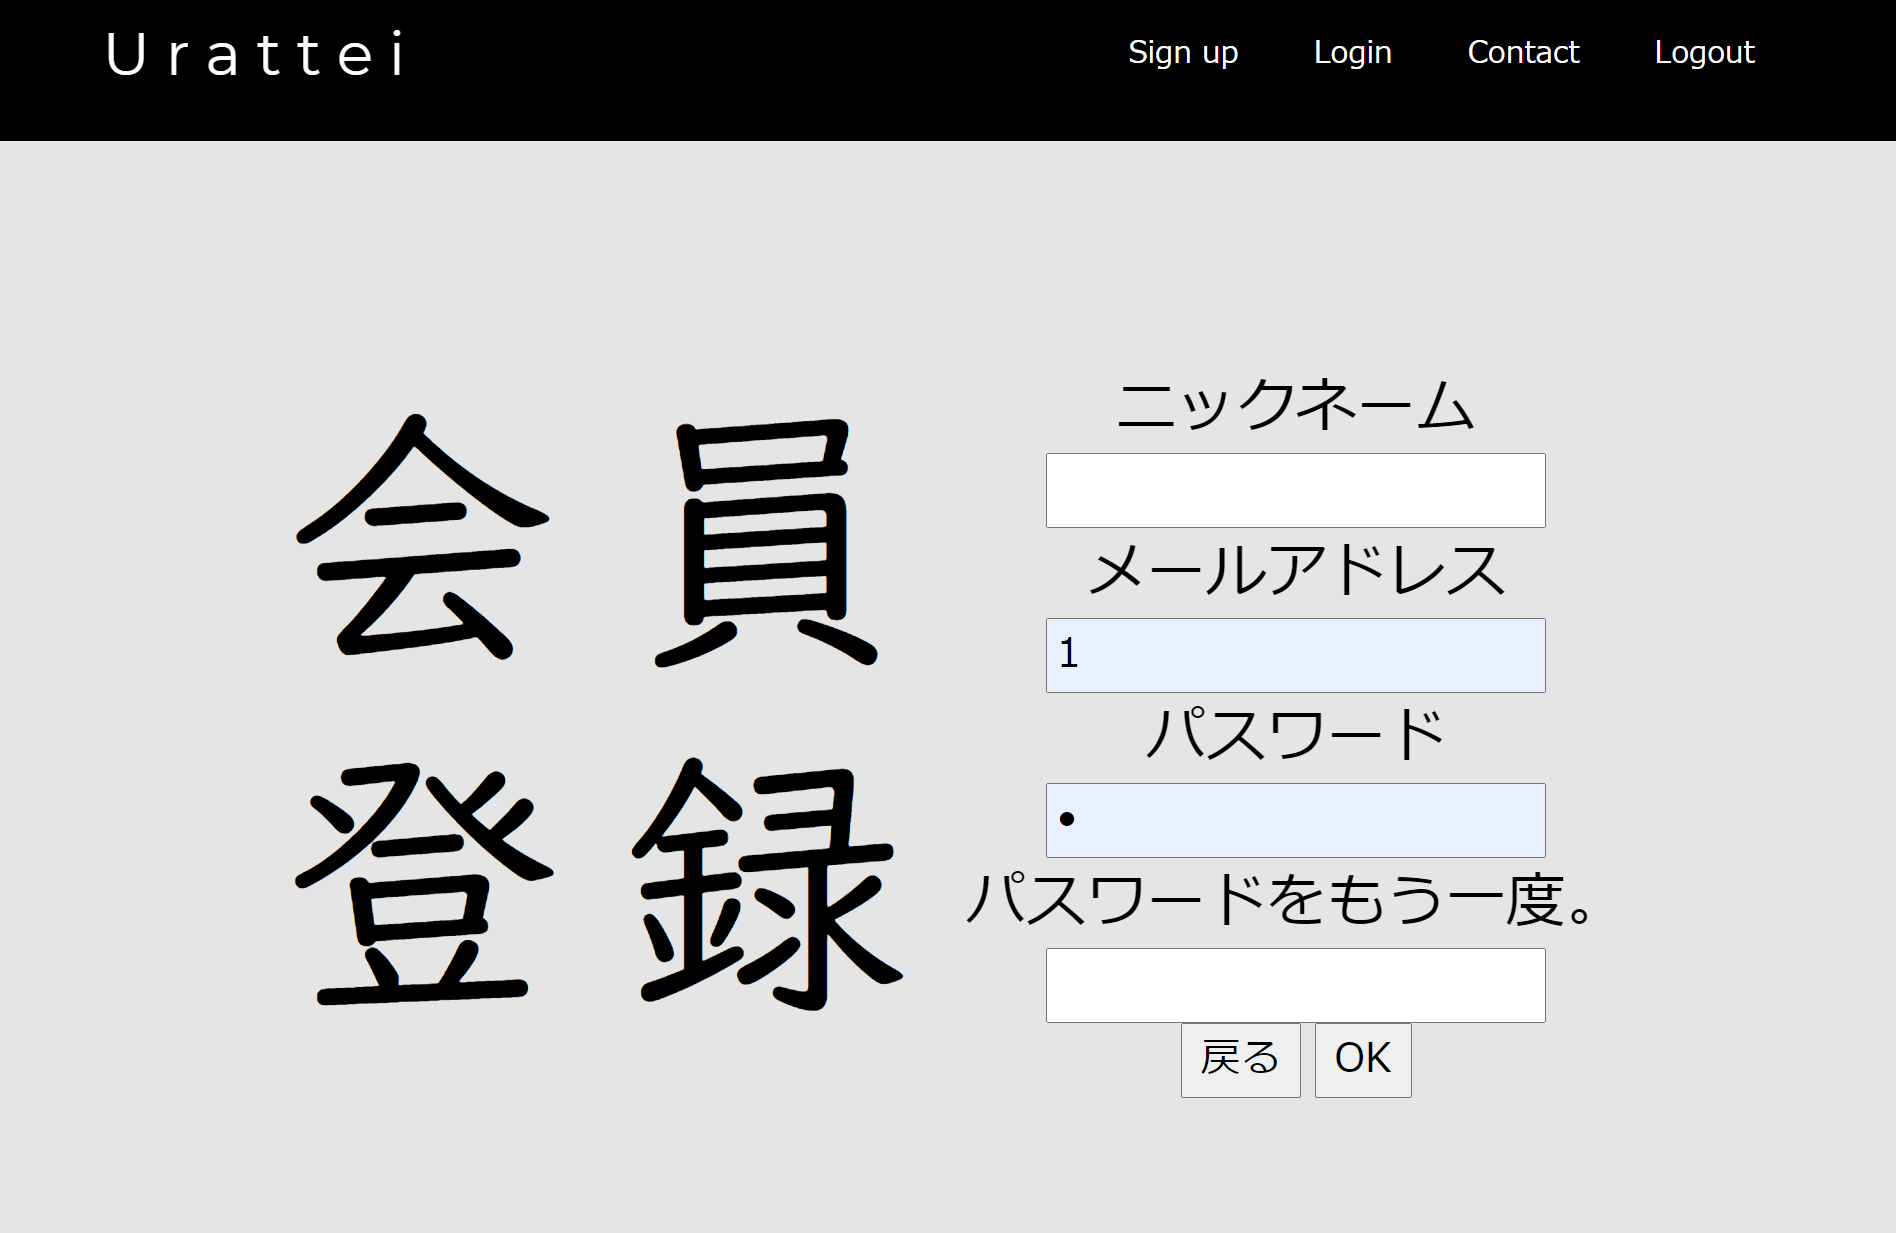 Urattei
Sign up Login Contact Logout
会員
登録
ニックネーム
メールアドレス
1
パスワード
•
パスワードをもう一度。
戻る OK